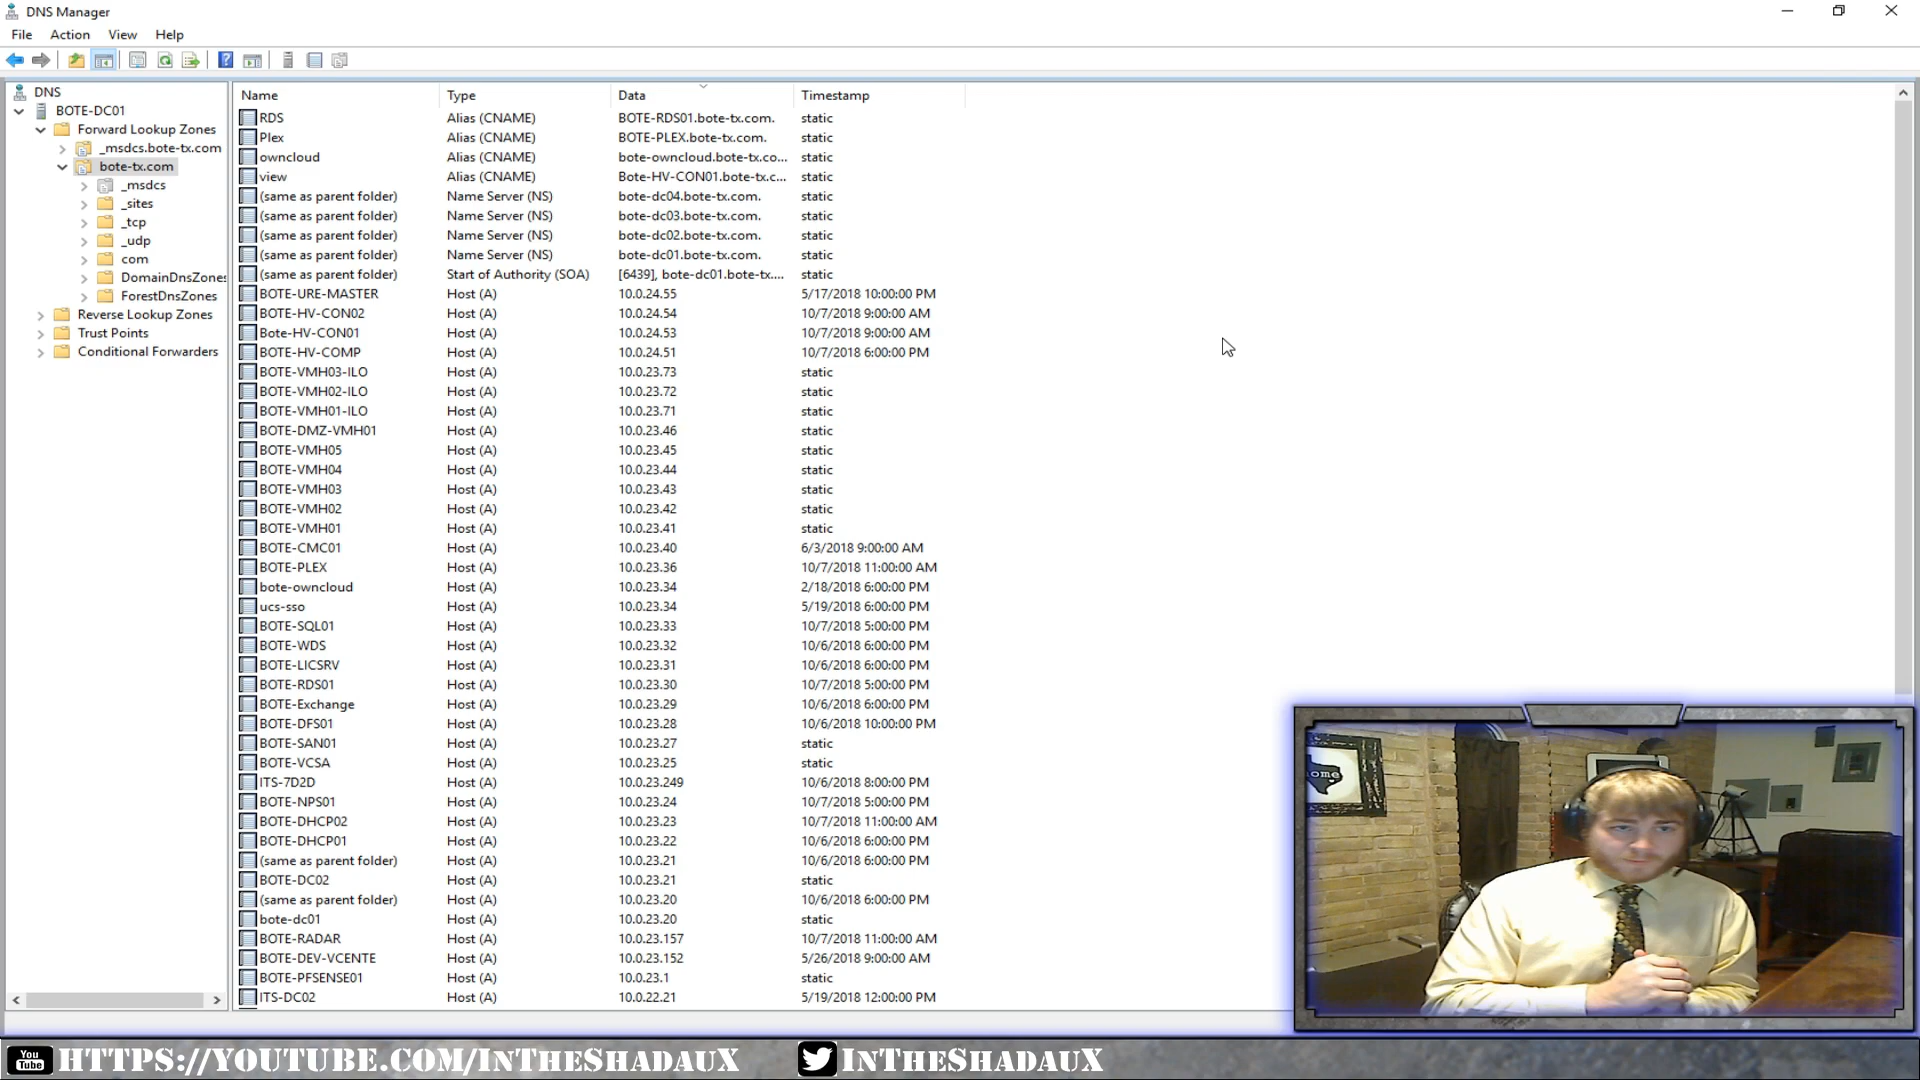 DNS Manager
File Action View Help
DNS
BOTE-DC01
Forward Lookup Zones
_msdcs.bote-tx.com
bote-tx.com
_msdcs
_sites
_tcp
_udp
com
DomainDnsZones
ForestDnsZones
Reverse Lookup Zones
Trust Points
Conditional Forwarders
Name Type Data Timestamp
RDS Alias (CNAME) BOTE-RDS01.bote-tx.com. static
Plex Alias (CNAME) BOTE-PLEX.bote-tx.com. static
owncloud Alias (CNAME) bote-owncloud.bote-tx.co... static
view Alias (CNAME) Bote-HV-CON01.bote-tx.c... static
(same as parent folder) Name Server (NS) bote-dc04.bote-tx.com. static
(same as parent folder) Name Server (NS) bote-dc03.bote-tx.com. static
(same as parent folder) Name Server (NS) bote-dc02.bote-tx.com. static
(same as parent folder) Name Server (NS) bote-dc01.bote-tx.com. static
(same as parent folder) Start of Authority (SOA) [6439], bote-dc01.bote-tx.... static
BOTE-URE-MASTER Host (A) 10.0.24.55 5/17/2018 10:00:00 PM
BOTE-HV-CON02 Host (A) 10.0.24.54 10/7/2018 9:00:00 AM
Bote-HV-CON01 Host (A) 10.0.24.53 10/7/2018 9:00:00 AM
BOTE-HV-COMP Host (A) 10.0.24.51 10/7/2018 6:00:00 PM
BOTE-VMH03-ILO Host (A) 10.0.23.73 static
BOTE-VMH02-ILO Host (A) 10.0.23.72 static
BOTE-VMH01-ILO Host (A) 10.0.23.71 static
BOTE-DMZ-VMH01 Host (A) 10.0.23.46 static
BOTE-VMH05 Host (A) 10.0.23.45 static
BOTE-VMH04 Host (A) 10.0.23.44 static
BOTE-VMH03 Host (A) 10.0.23.43 static
BOTE-VMH02 Host (A) 10.0.23.42 static
BOTE-VMH01 Host (A) 10.0.23.41 static
BOTE-CMC01 Host (A) 10.0.23.40 6/3/2018 9:00:00 AM
BOTE-PLEX Host (A) 10.0.23.36 10/7/2018 11:00:00 AM
bote-owncloud Host (A) 10.0.23.34 2/18/2018 6:00:00 PM
ucs-sso Host (A) 10.0.23.34 5/19/2018 6:00:00 PM
BOTE-SQL01 Host (A) 10.0.23.33 10/7/2018 5:00:00 PM
BOTE-WDS Host (A) 10.0.23.32 10/6/2018 6:00:00 PM
BOTE-LICSRV Host (A) 10.0.23.31 10/6/2018 6:00:00 PM
BOTE-RDS01 Host (A) 10.0.23.30 10/7/2018 5:00:00 PM
BOTE-Exchange Host (A) 10.0.23.29 10/6/2018 6:00:00 PM
BOTE-DFS01 Host (A) 10.0.23.28 10/6/2018 10:00:00 PM
BOTE-SAN01 Host (A) 10.0.23.27 static
BOTE-VCSA Host (A) 10.0.23.25 static
ITS-7D2D Host (A) 10.0.23.249 10/6/2018 8:00:00 PM
BOTE-NPS01 Host (A) 10.0.23.24 10/7/2018 5:00:00 PM
BOTE-DHCP02 Host (A) 10.0.23.23 10/7/2018 11:00:00 AM
BOTE-DHCP01 Host (A) 10.0.23.22 10/6/2018 6:00:00 PM
(same as parent folder) Host (A) 10.0.23.21 10/6/2018 6:00:00 PM
BOTE-DC02 Host (A) 10.0.23.21 static
(same as parent folder) Host (A) 10.0.23.20 10/6/2018 6:00:00 PM
bote-dc01 Host (A) 10.0.23.20 static
BOTE-RADAR Host (A) 10.0.23.157 10/7/2018 11:00:00 AM
BOTE-DEV-VCENTE Host (A) 10.0.23.152 5/26/2018 9:00:00 AM
BOTE-PFSENSE01 Host (A) 10.0.23.1 static
ITS-DC02 Host (A) 10.0.22.21 5/19/2018 12:00:00 PM
ome
You
Tube
HTTPS://YOUTUBE.COM/INTHESHADAUX
INTHESHADAUX